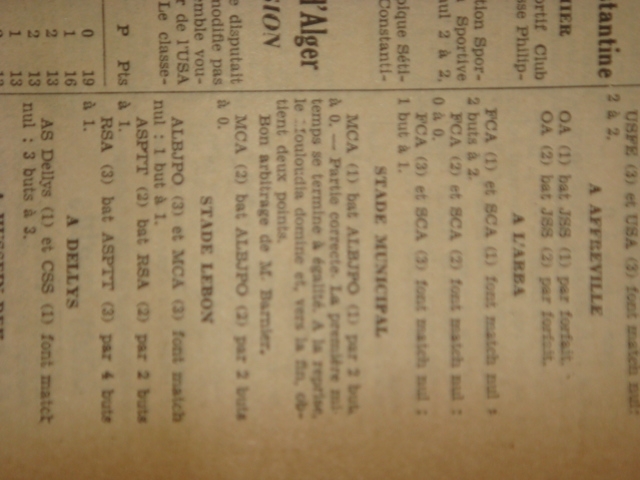 stantine
IER
ortif Club
sse Philip-
tion Spor-
n Sportive
aul 2 à 2,
pique Séti-
Constanti-
d'Alger
SION
e disputait
modifie pas
emble vou-
r de l'USA
Le classe-
P Pts
0 19
1 16
2 13
2 13
1 13
USFE (3) et USA (3) font match nul:
2 à 2.
A AFFREVILLE
OA (1) bat JSS (1) par forfait.
OA (2) bat JSS (2) par forfait.
A L'ARBA
FCA (1) et SCA (1) font match nul :
2 buts à 2.
FCA (2) et SCA (2) font match nul :
0 à 0.
FCA (3) et SCA (3) font match nul :
1 but à 1.
STADE MUNICIPAL
MCA (1) bat ALBJPO (1) par 2 but
à 0. — Partie correcte. La première mi-
temps se termine à égalité. A la reprise,
le Mouloudia domine et, vers la fin, ob-
tient deux points.
Bon arbitrage de M. Barnier.
MCA (2) bat ALBJPO (2) par 2 buts
à 0.
STADE LEBON
ALBJPO (3) et MCA (3) font match
nul : 1 but à 1.
ASPTT (2) bat RSA (2) par 2 buts
à 1.
RSA (3) bat ASPTT (3) par 4 buts
à 1.
A DELLYS
AS Dellys (1) et CSS (1) font match
nul : 3 buts à 3.